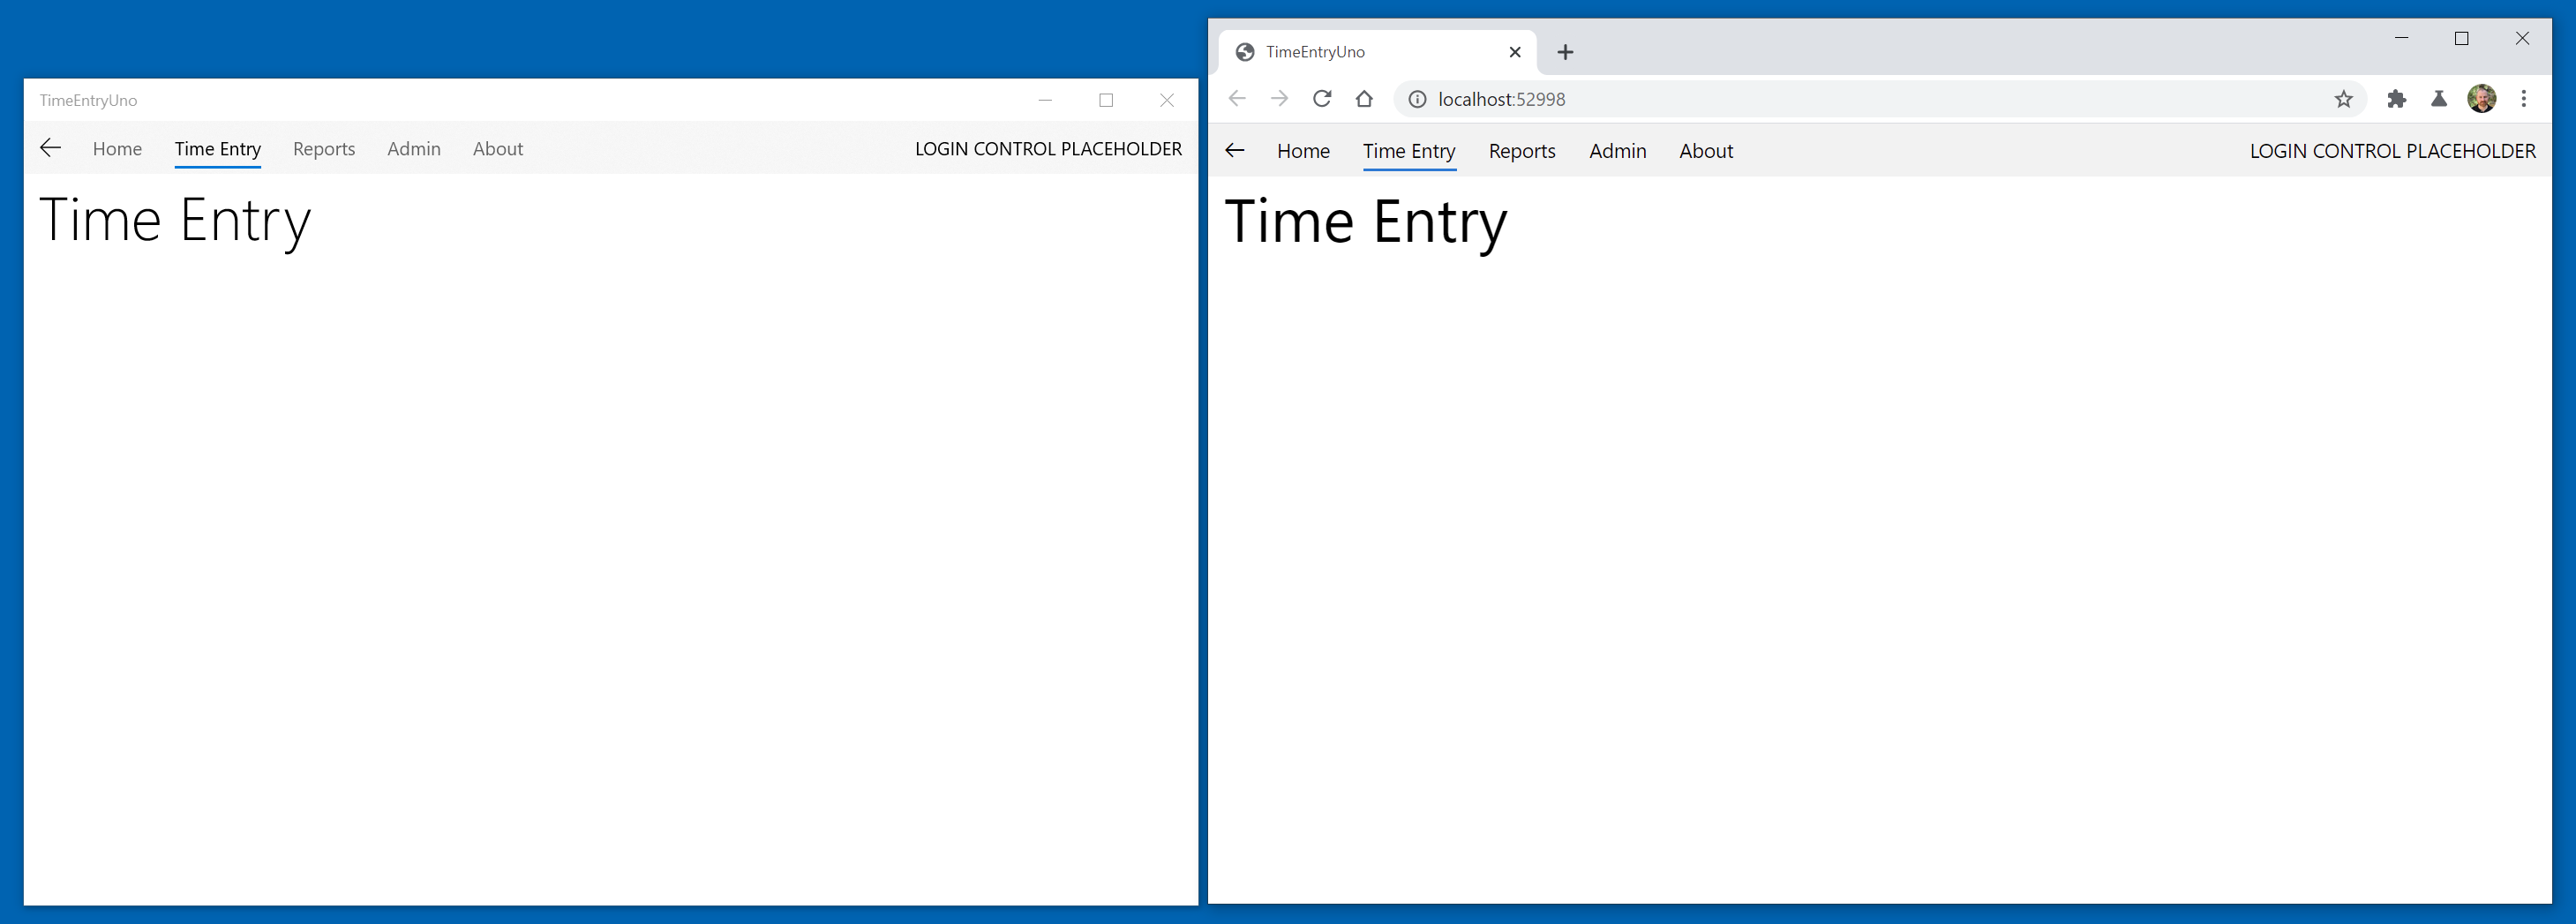 TimeEntryUno
Home Time Entry Reports Admin About LOGIN CONTROL PLACEHOLDER
Time Entry
TimeEntryUno
localhost:52998
Home Time Entry Reports Admin About LOGIN CONTROL PLACEHOLDER
Time Entry